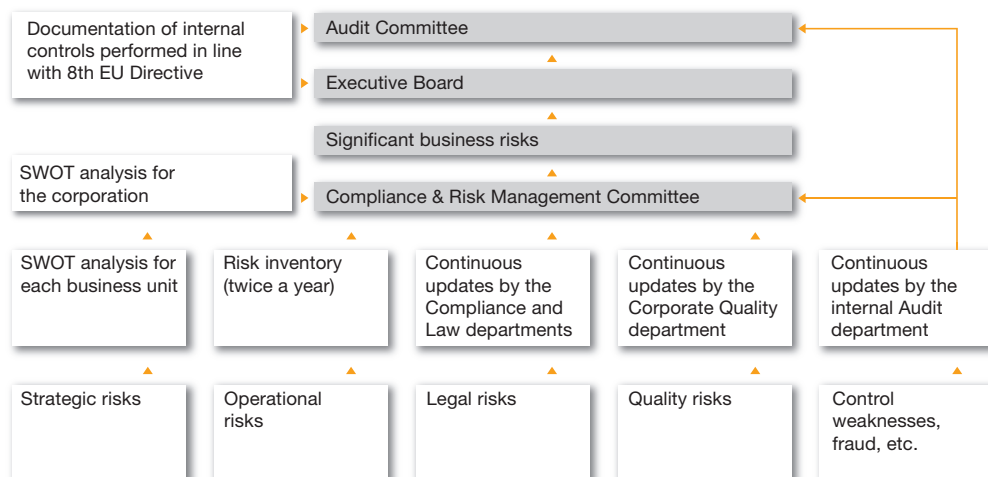 Documentation of internal
controls performed in line
with 8th EU Directive
Audit Committee
Executive Board
Significant business risks
SWOT analysis for
the corporation
Compliance & Risk Management Committee
SWOT analysis for
each business unit
Risk inventory
(twice a year)
Continuous
updates by the
Compliance and
Law departments
Continuous
updates by the
Corporate Quality
department
Continuous
updates by the
internal Audit
department
Strategic risks
Operational
risks
Legal risks
Quality risks
Control
weaknesses,
fraud, etc.